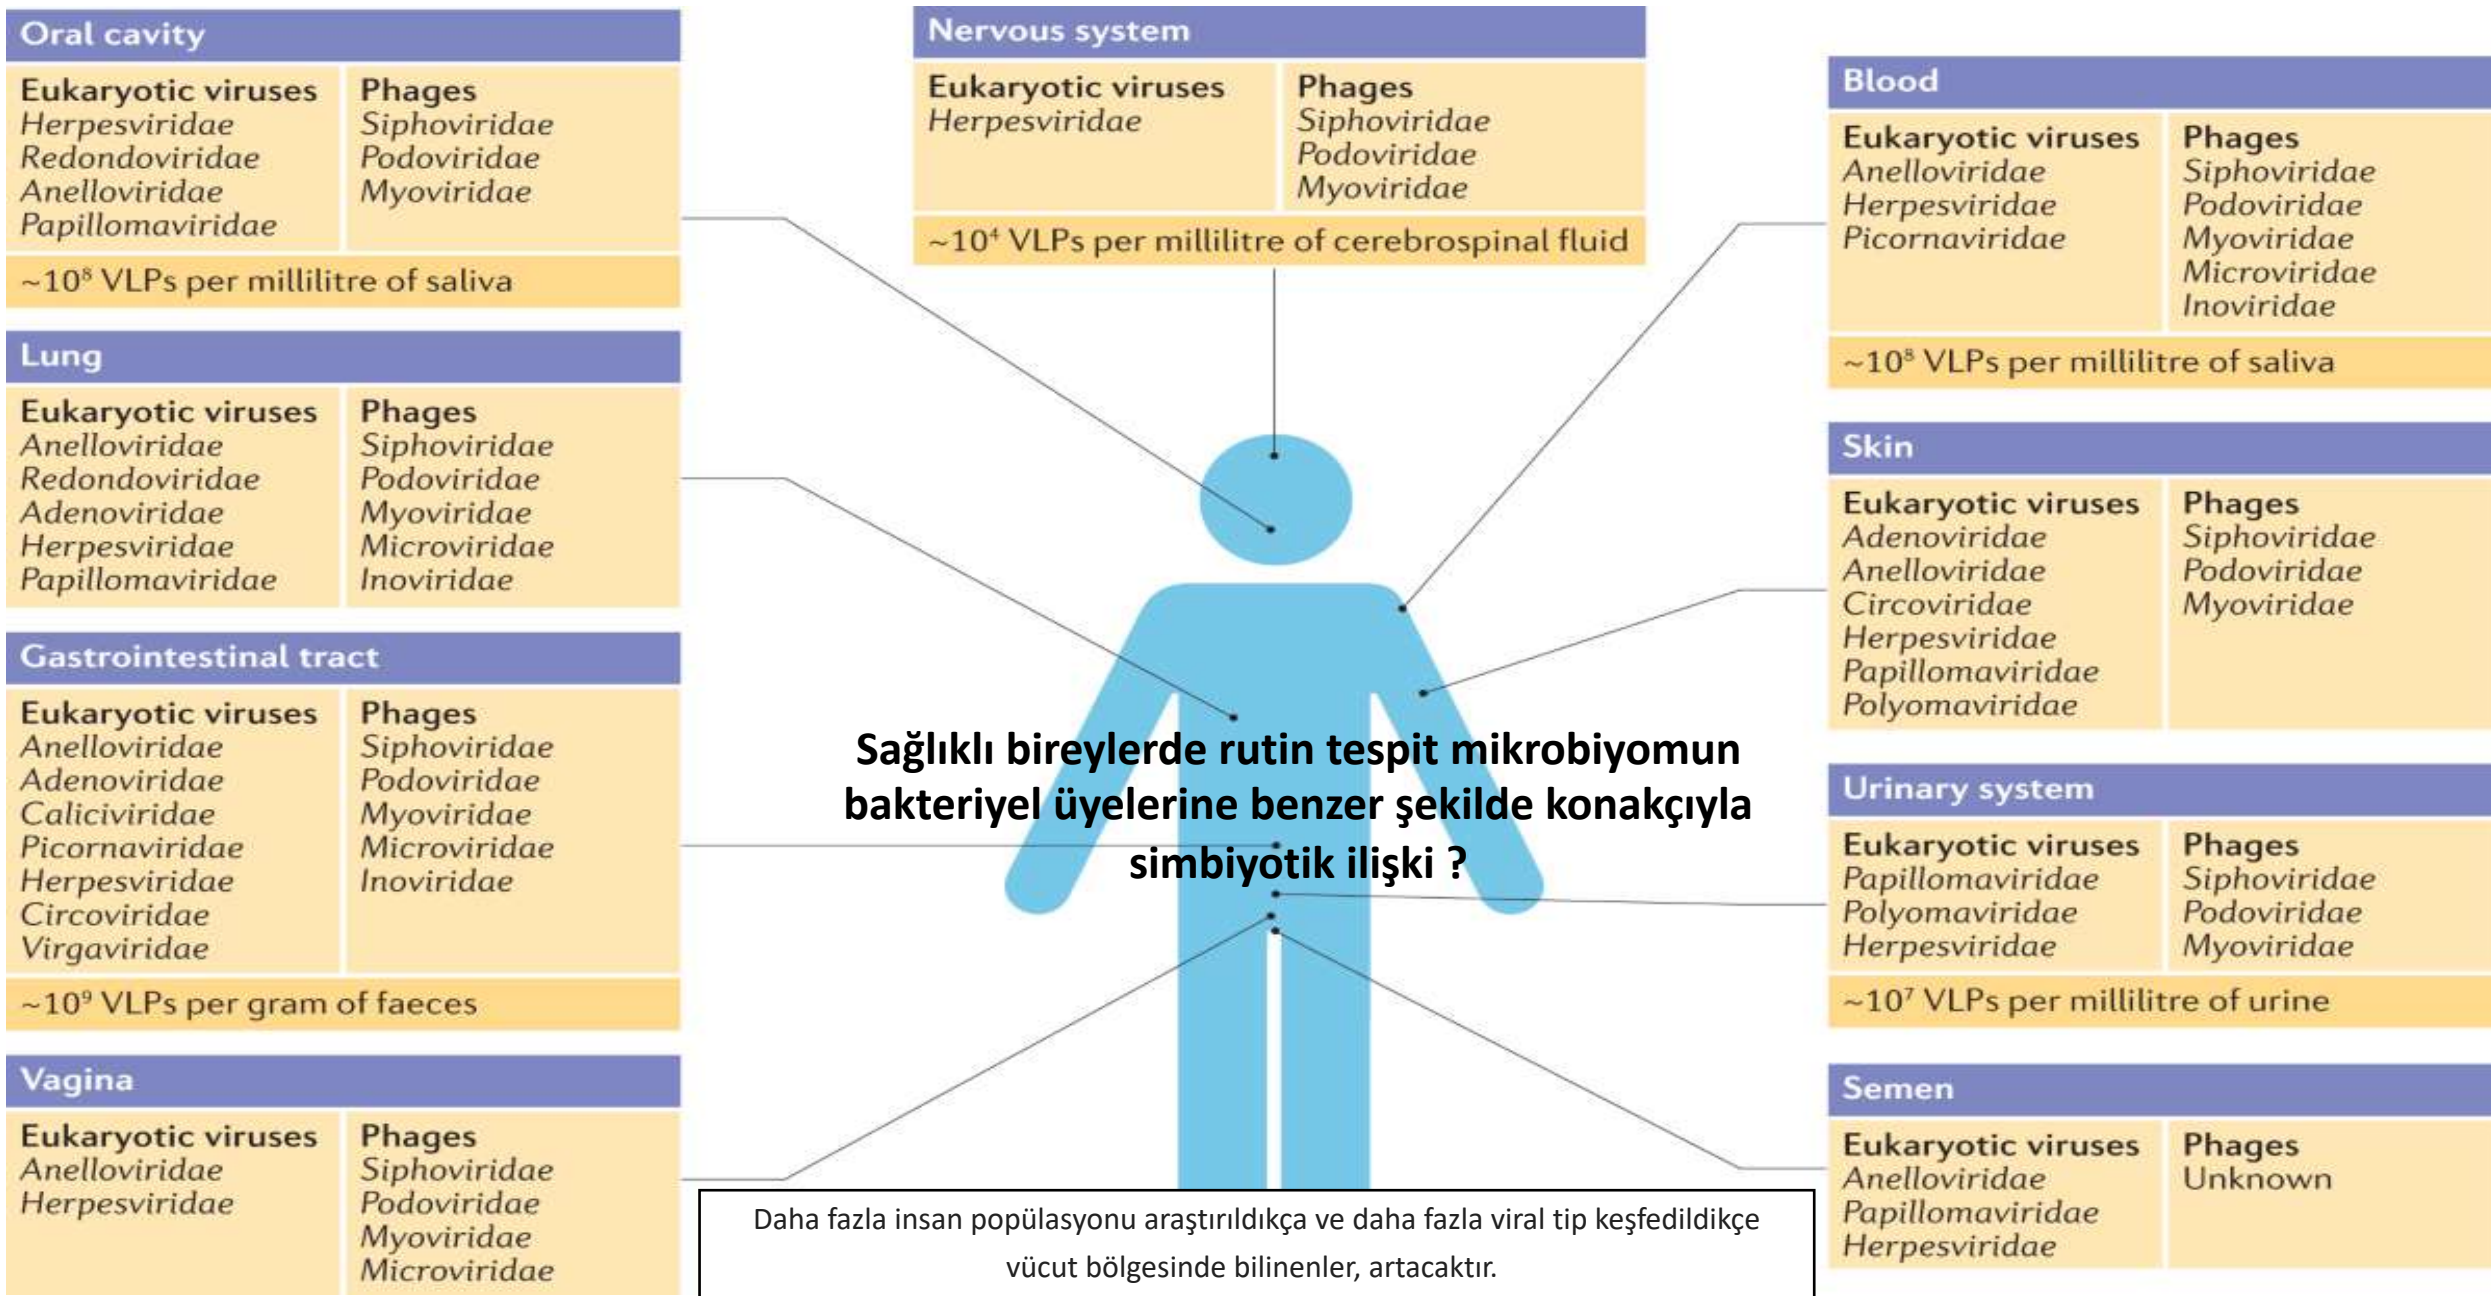 Oral cavity
Eukaryotic viruses
Herpesviridae
Redondoviridae
Anelloviridae
Papillomaviridae
Phages
Siphoviridae
Podoviridae
Myoviridae
~10⁸ VLPs per millilitre of saliva
Lung
Eukaryotic viruses
Anelloviridae
Redondoviridae
Adenoviridae
Herpesviridae
Papillomaviridae
Phages
Siphoviridae
Podoviridae
Myoviridae
Microviridae
Inoviridae
Gastrointestinal tract
Eukaryotic viruses
Anelloviridae
Adenoviridae
Caliciviridae
Picornaviridae
Herpesviridae
Circoviridae
Virgaviridae
Phages
Siphoviridae
Podoviridae
Myoviridae
Microviridae
Inoviridae
~10⁹ VLPs per gram of faeces
Vagina
Eukaryotic viruses
Anelloviridae
Herpesviridae
Phages
Siphoviridae
Podoviridae
Myoviridae
Microviridae
Nervous system
Eukaryotic viruses
Herpesviridae
Phages
Siphoviridae
Podoviridae
Myoviridae
~10⁴ VLPs per millilitre of cerebrospinal fluid
Sağlıklı bireylerde rutin tespit mikrobiyomun
bakteriyel üyelerine benzer şekilde konakçıyla
simbiyotik ilişki ?
Daha fazla insan popülasyonu araştırıldıkça ve daha fazla viral tip keşfedildikçe
vücut bölgesinde bilinenler, artacaktır.
Blood
Eukaryotic viruses
Anelloviridae
Herpesviridae
Picornaviridae
Phages
Siphoviridae
Podoviridae
Myoviridae
Microviridae
Inoviridae
~10⁸ VLPs per millilitre of saliva
Skin
Eukaryotic viruses
Adenoviridae
Anelloviridae
Circoviridae
Herpesviridae
Papillomaviridae
Polyomaviridae
Phages
Siphoviridae
Podoviridae
Myoviridae
Urinary system
Eukaryotic viruses
Papillomaviridae
Polyomaviridae
Herpesviridae
Phages
Siphoviridae
Podoviridae
Myoviridae
~10⁷ VLPs per millilitre of urine
Semen
Eukaryotic viruses
Anelloviridae
Papillomaviridae
Herpesviridae
Phages
Unknown